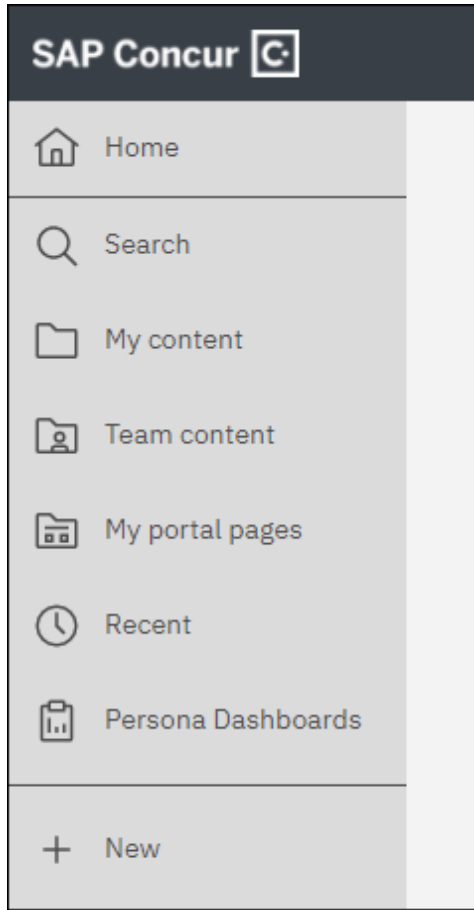 SAP Concur C
Home
Search
My content
Team content
My portal pages
Recent
Persona Dashboards
New